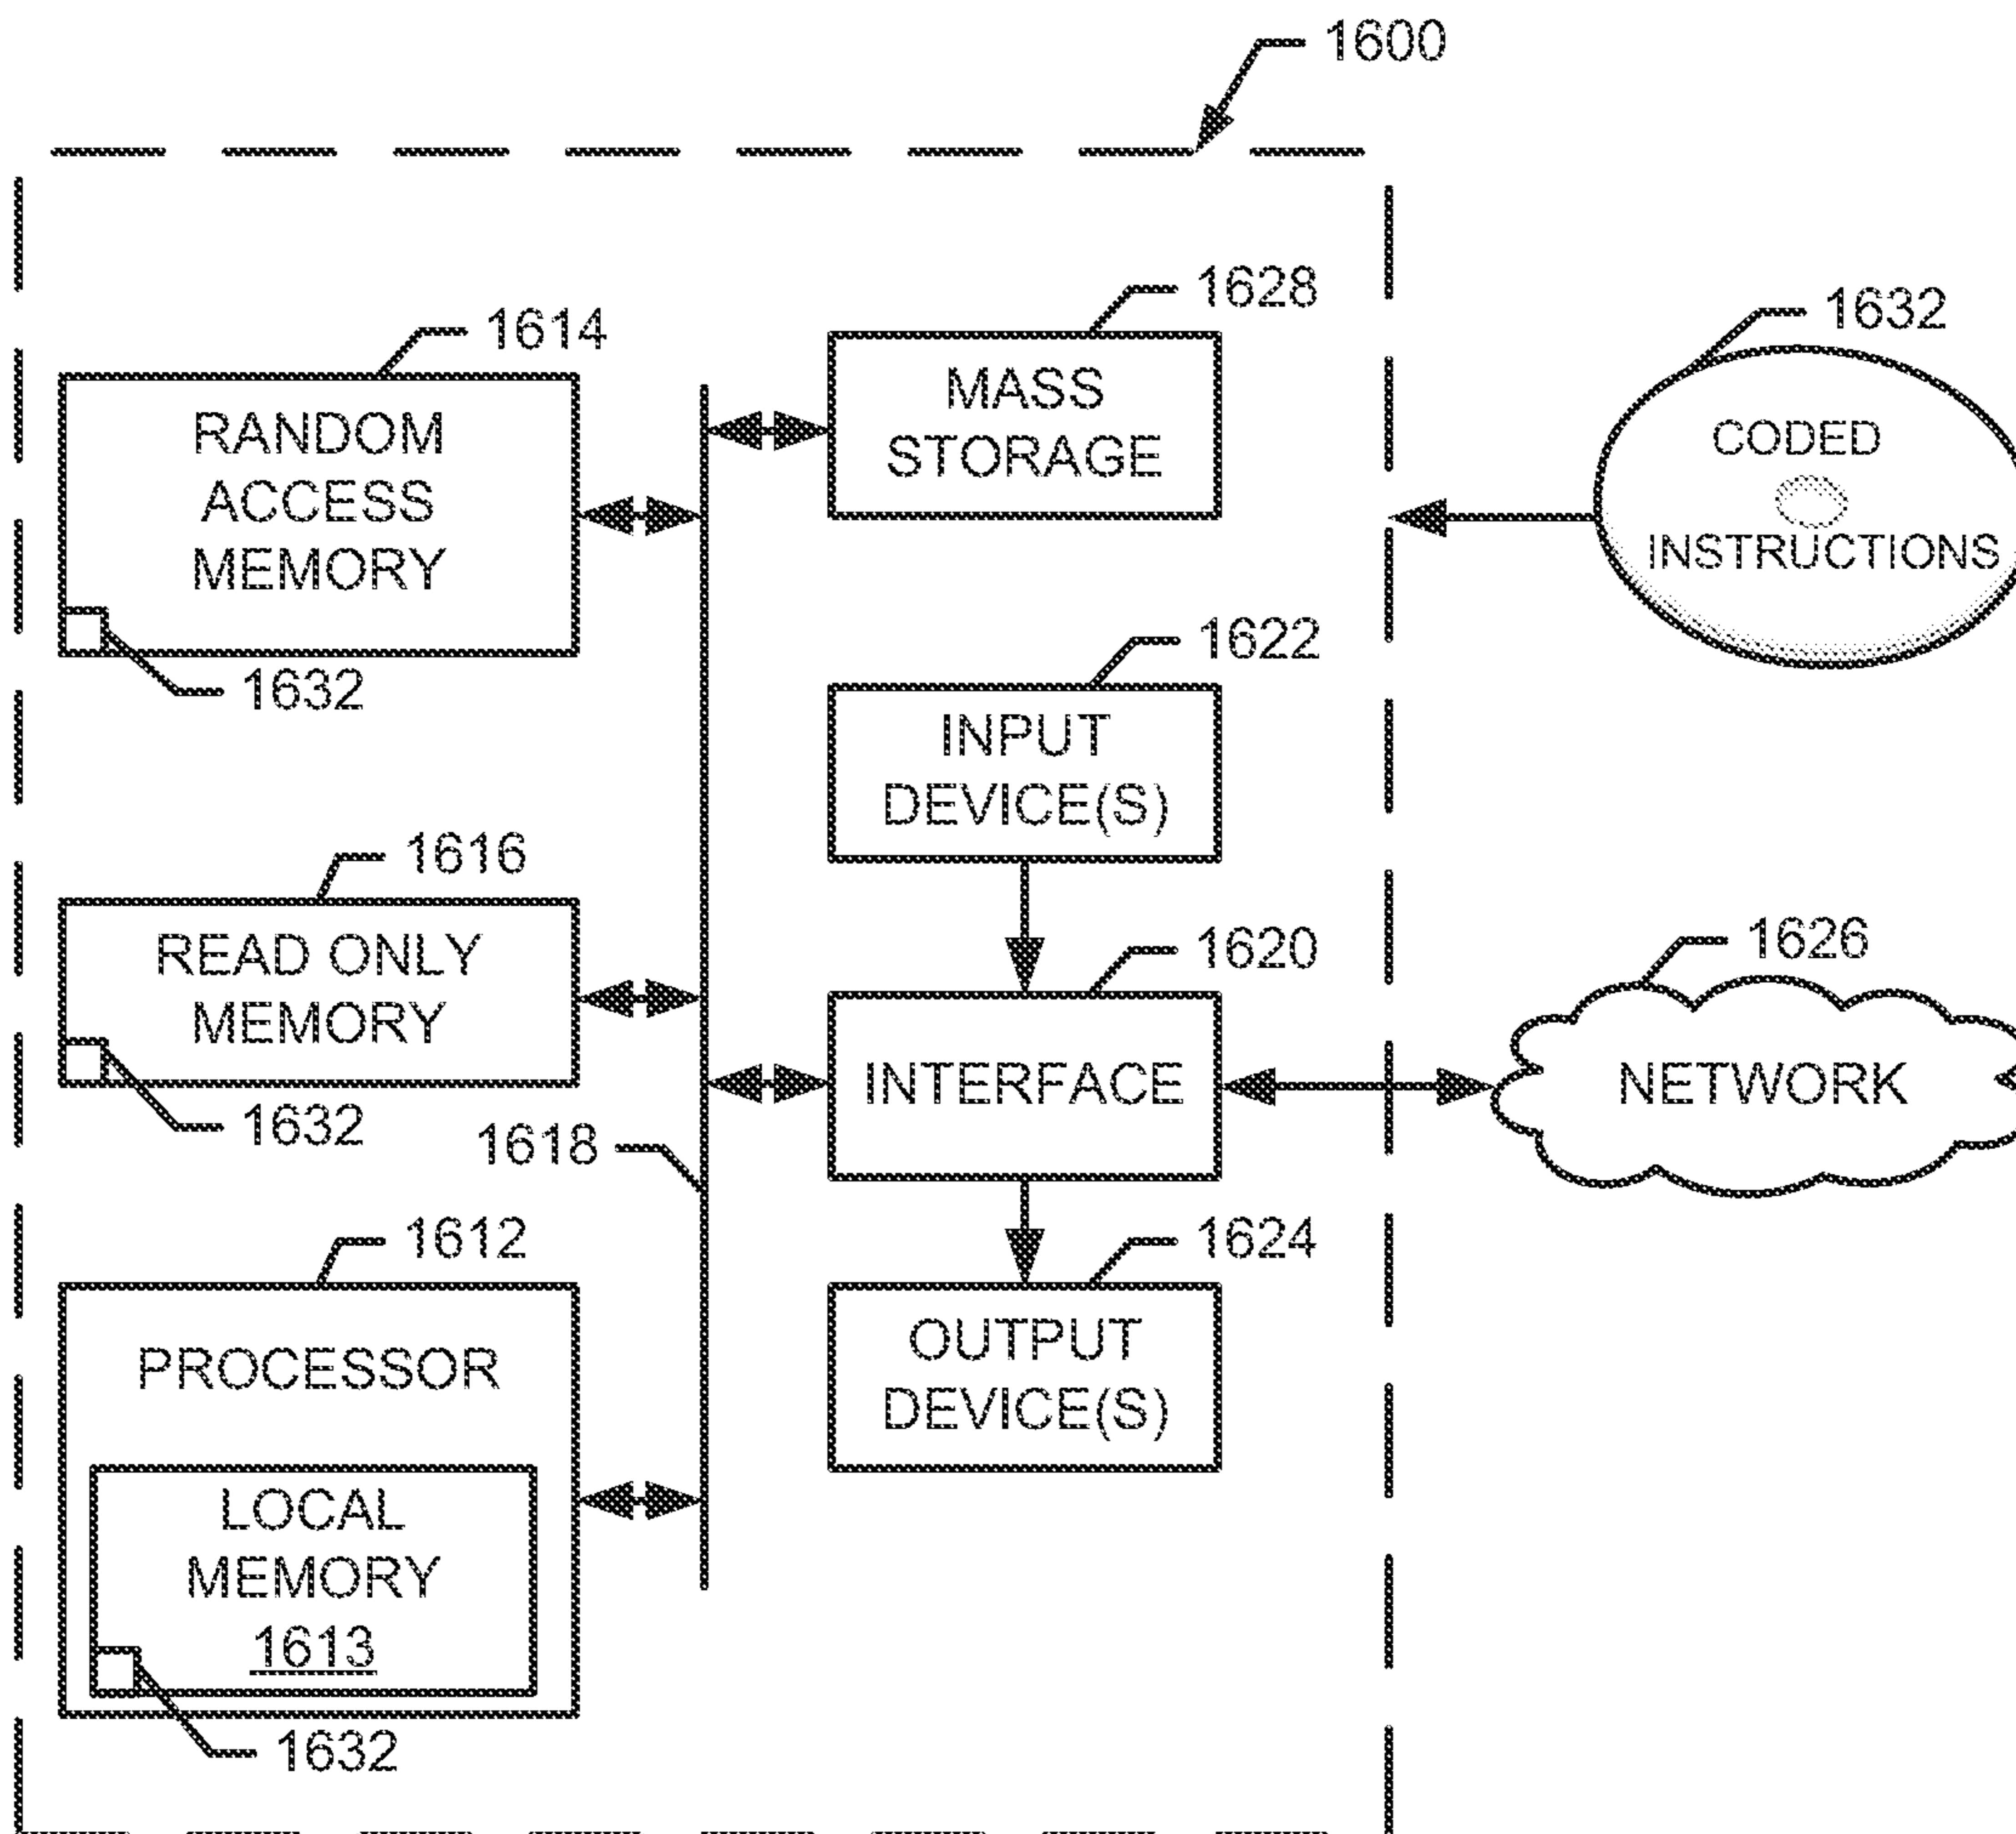 1600
1628
MASS
STORAGE
1614
RANDOM
ACCESS
MEMORY
1632
1632
CODED
INSTRUCTIONS
1622
INPUT
DEVICE(S)
1616
READ ONLY
MEMORY
1632
1620
INTERFACE
1626
NETWORK
1618
1612
PROCESSOR
LOCAL
MEMORY
1613
1632
1624
OUTPUT
DEVICE(S)